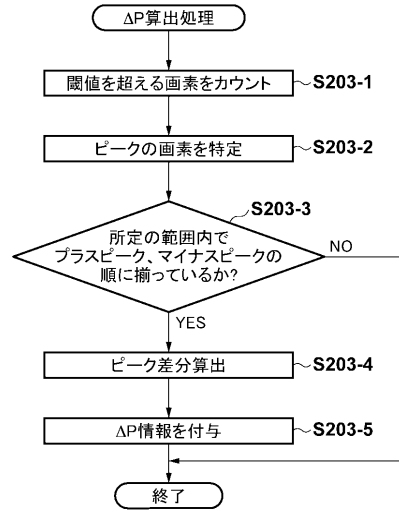 ΔP算出処理
閾値を超える画素をカウント
S203-1
ピークの画素を特定
S203-2
S203-3
所定の範囲内で
プラスピーク、マイナスピークの
順に揃っているか?
NO
YES
ピーク差分算出
S203-4
ΔP情報を付与
S203-5
終了